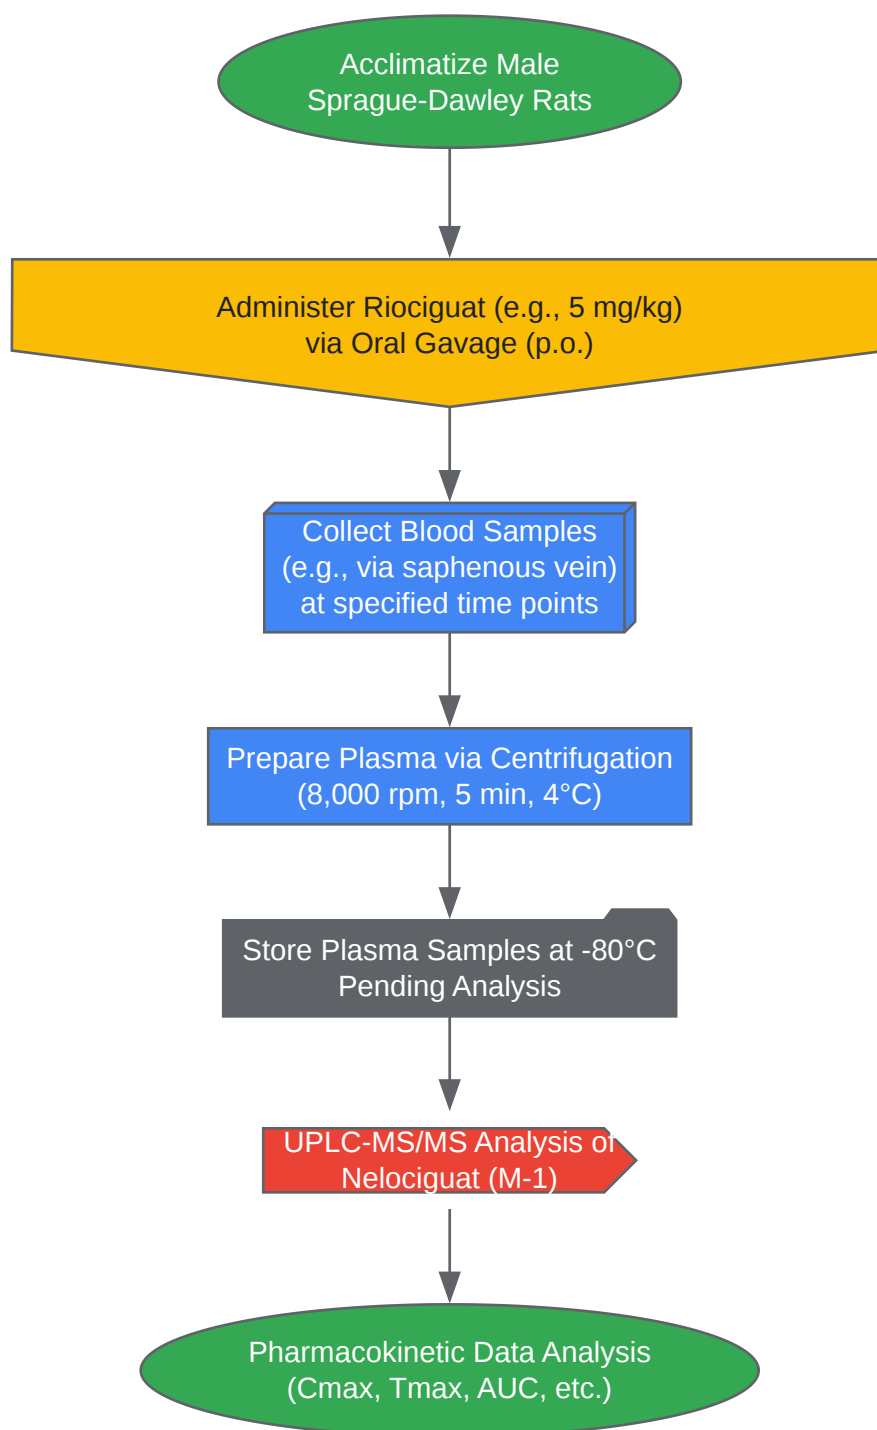 Acclimatize Male
Sprague-Dawley Rats
Administer Riociguat (e.g., 5 mg/kg)
via Oral Gavage (p.o.)
Collect Blood Samples
(e.g., via saphenous vein)
at specified time points
Prepare Plasma via Centrifugation
(8,000 rpm, 5 min, 4°C)
Store Plasma Samples at -80°C
Pending Analysis
UPLC-MS/MS Analysis of
Nelociguat (M-1)
Pharmacokinetic Data Analysis
(Cmax, Tmax, AUC, etc.)